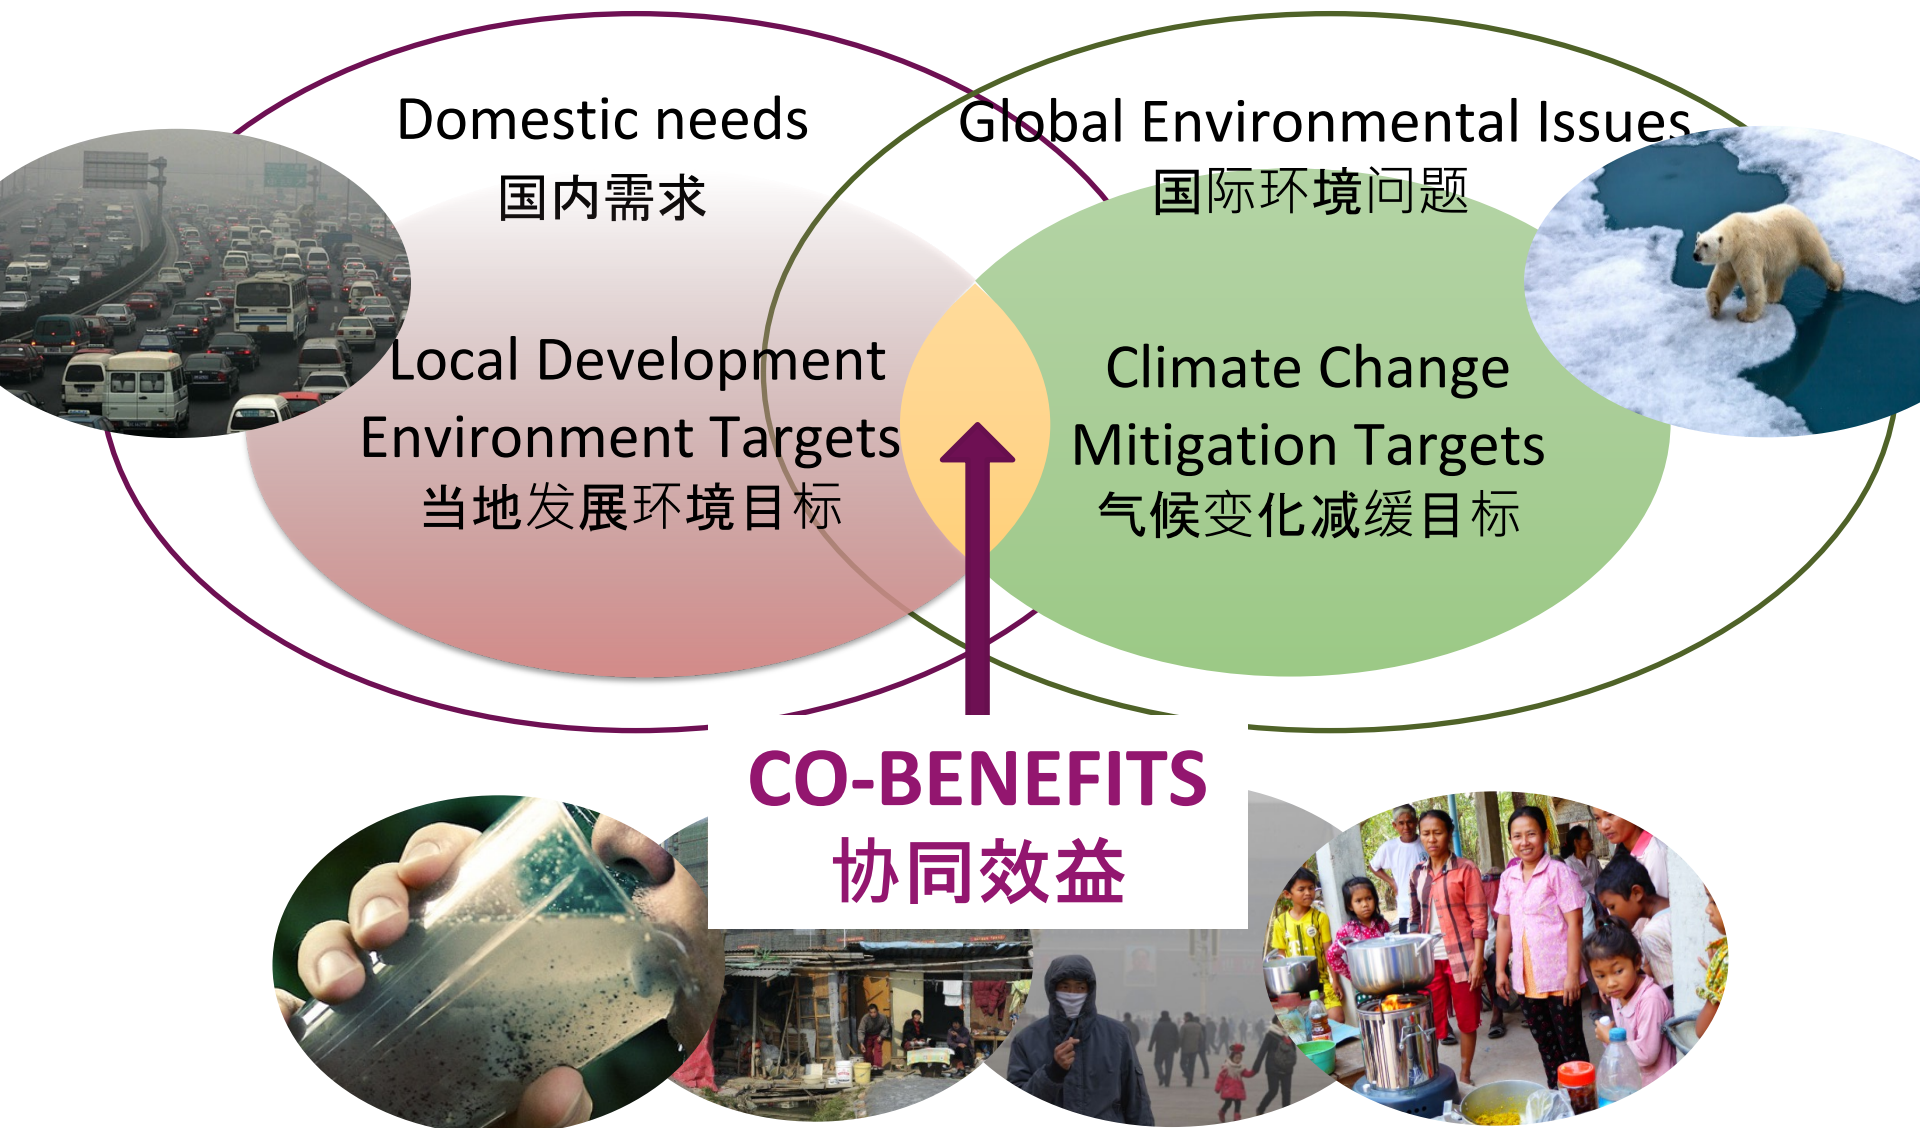 Domestic needs
国内需求
Global Environmental Issues
国际环境问题
Local Development
Environment Targets
当地发展环境目标
Climate Change
Mitigation Targets
气候变化减缓目标
CO-BENEFITS
协同效益